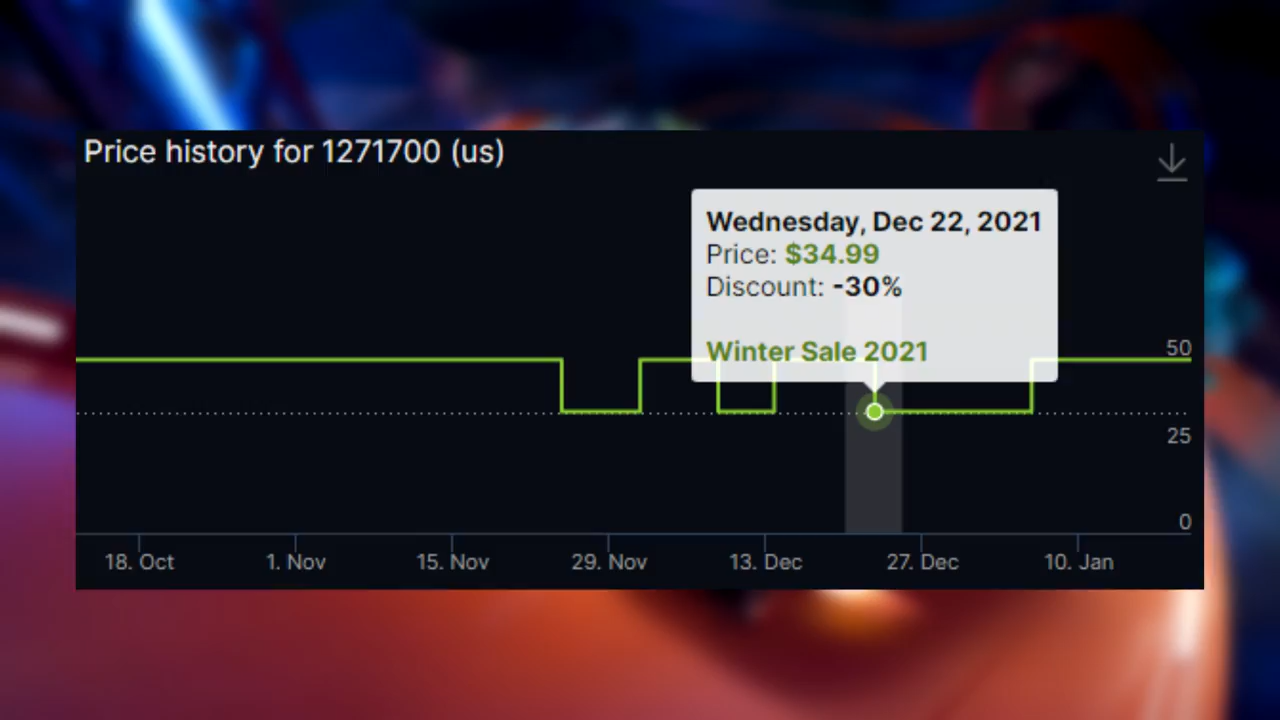 Price history for 1271700 (us)
Wednesday, Dec 22, 2021
Price: $34.99
Discount: -30%
Winter Sale 2021
50
25
0
18. Oct
1. Nov
15. Nov
29. Nov
13. Dec
27. Dec
10. Jan